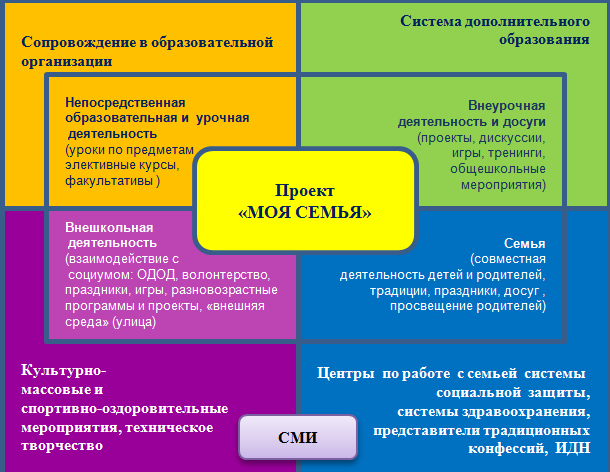 Сопровождение в образовательной
организации
Система дополнительного
образования
Непосредственная
образовательная и урочная
деятельность
(уроки по предметам
элективные курсы,
факультативы )
Внеурочная
деятельность и досуги
(проекты, дискуссии,
игры, тренинги,
общешкольные
мероприятия)
Проект
«МОЯ СЕМЬЯ»
Внешкольная
деятельность
(взаимодействие с
социумом: ОДОД, волонтерство,
праздники, игры, разновозрастные
программы и проекты, «внешняя
среда» (улица)
Семья
(совместная
деятельность детей и родителей,
традиции, праздники, досуг ,
просвещение родителей)
Культурно-
массовые и
спортивно-оздоровительные
мероприятия, техническое
творчество
Центры по работе с семьей системы
социальной защиты,
системы здравоохранения,
представители традиционных
конфессий, ИДН
СМИ